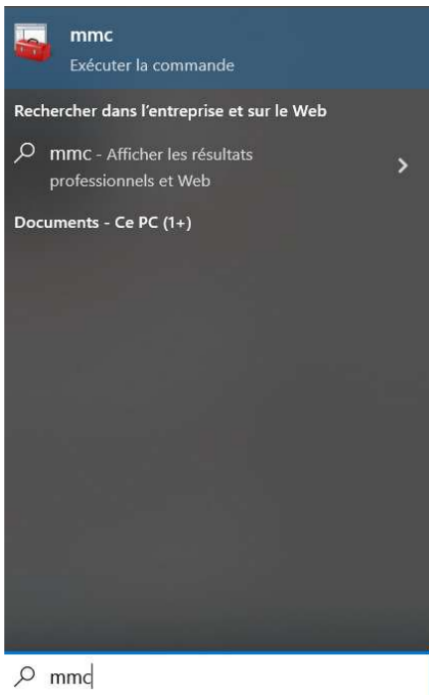 mmc
Exécuter la commande
Rechercher dans l'entreprise et sur le Web
mmc - Afficher les résultats
professionnels et Web
Documents - Ce PC (1+)
mmc